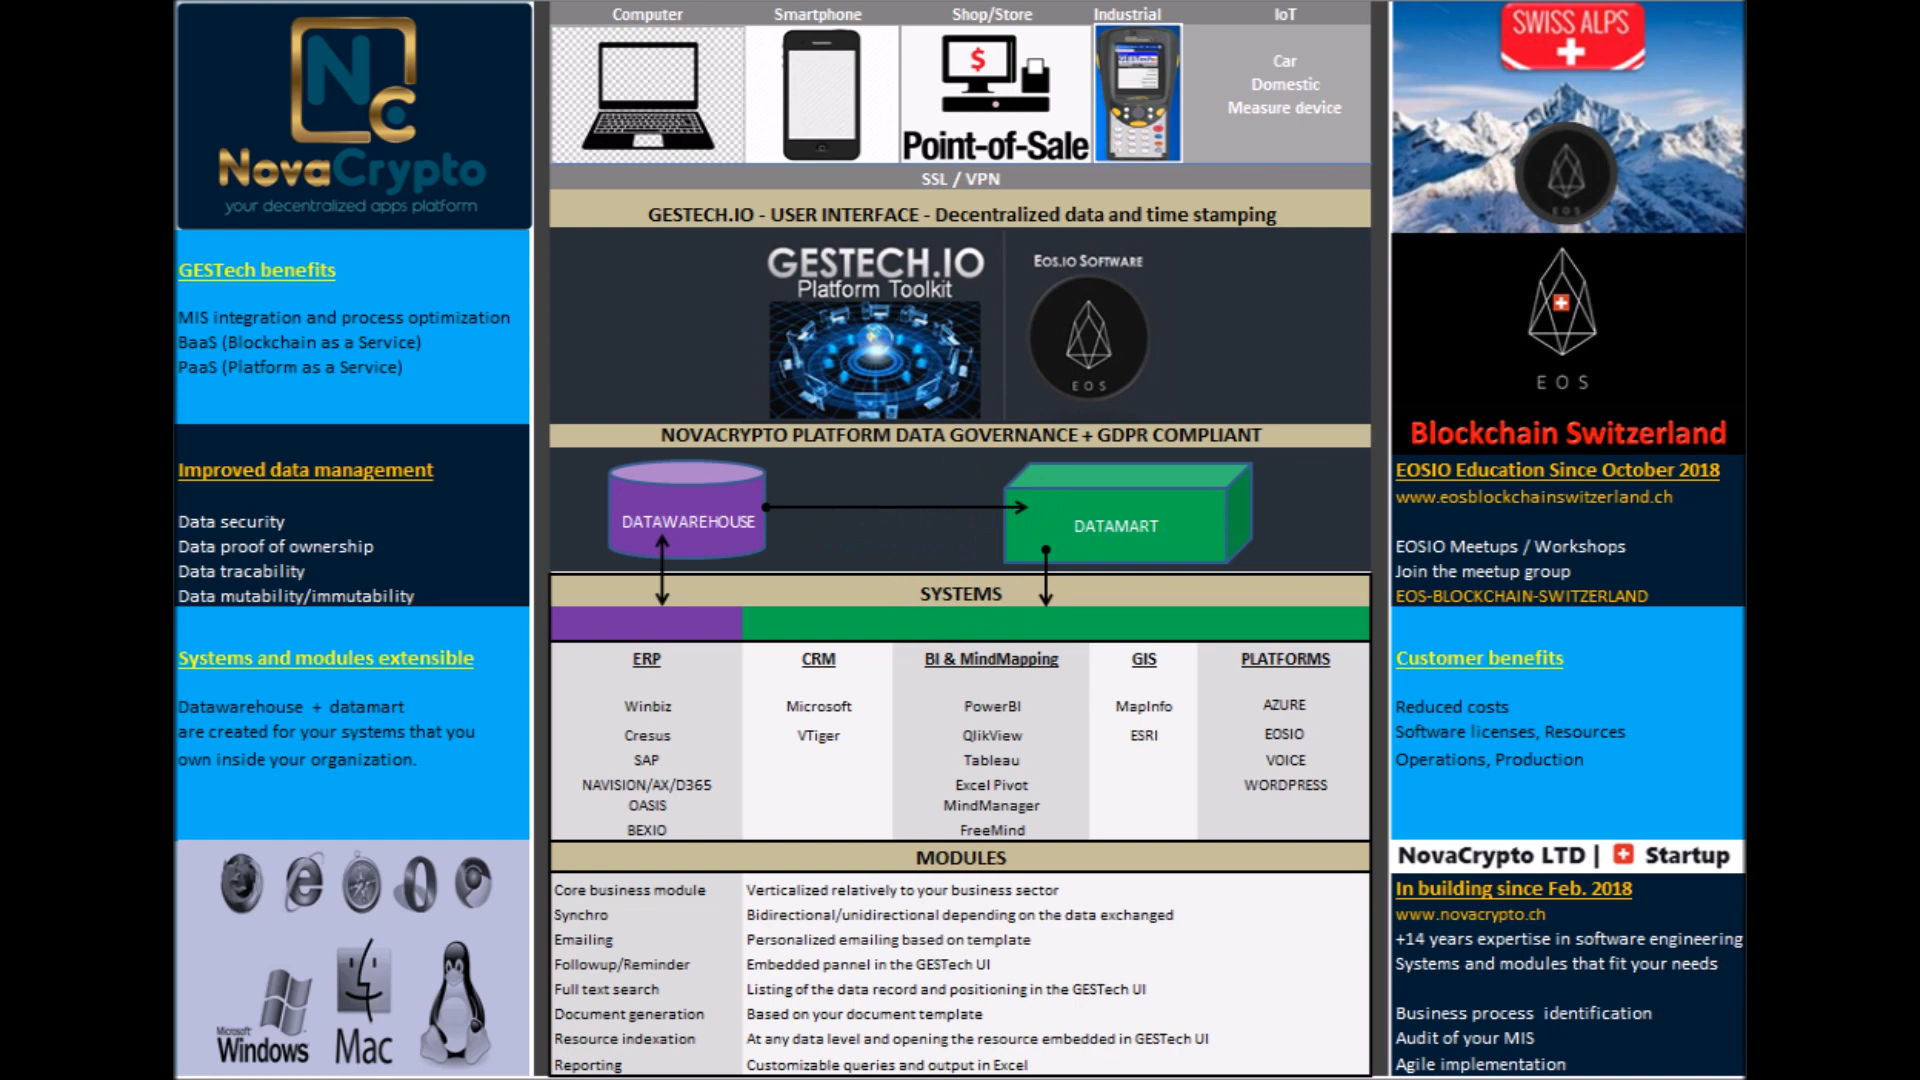 NC
NovaCrypto
your decentralized apps platform
GESTech benefits
MIS integration and process optimization
BaaS (Blockchain as a Service)
PaaS (Platform as a Service)
Improved data management
Data security
Data proof of ownership
Data tracability
Data mutability/immutability
Systems and modules extensible
Datawarehouse + datamart
are created for your systems that you
own inside your organization.
Microsoft
Windows
Mac
Computer Smartphone Shop/Store Industrial IoT
$
Point-of-Sale
Car
Domestic
Measure device
SSL / VPN
GESTECH.IO - USER INTERFACE - Decentralized data and time stamping
GESTECH.IO
Platform Toolkit
EOS.IO SOFTWARE
EOS
NOVACRYPTO PLATFORM DATA GOVERNANCE + GDPR COMPLIANT
DATAWAREHOUSE
DATAMART
SYSTEMS
ERP CRM BI & MindMapping GIS PLATFORMS
Winbiz Microsoft PowerBI MapInfo AZURE
Cresus VTiger QlikView ESRI EOSIO
SAP Tableau VOICE
NAVISION/AX/D365 Excel Pivot WORDPRESS
OASIS MindManager
BEXIO FreeMind
MODULES
Core business module Verticalized relatively to your business sector
Synchro Bidirectional/unidirectional depending on the data exchanged
Emailing Personalized emailing based on template
Followup/Reminder Embedded pannel in the GESTech UI
Full text search Listing of the data record and positioning in the GESTech UI
Document generation Based on your document template
Resource indexation At any data level and opening the resource embedded in GESTech UI
Reporting Customizable queries and output in Excel
SWISS ALPS
EOS
EOS
Blockchain Switzerland
EOSIO Education Since October 2018
www.eosblockchainswitzerland.ch
EOSIO Meetups / Workshops
Join the meetup group
EOS-BLOCKCHAIN-SWITZERLAND
Customer benefits
Reduced costs
Software licenses, Resources
Operations, Production
NovaCrypto LTD | Startup
In building since Feb. 2018
www.novacrypto.ch
+14 years expertise in software engineering
Systems and modules that fit your needs
Business process identification
Audit of your MIS
Agile implementation